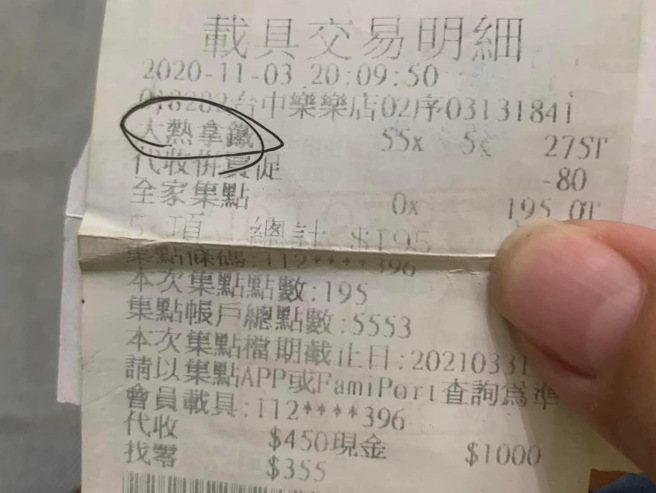 載具交易明細
2020-11-03 20:09:50
018282台中樂樂店02序03131841
大熱拿鐵 55x 5x 275T
代收併買促 -80
全家集點 0x 195 0T
5 項 總計 $195
集點條碼:112****396
本次集點點數:195
集點帳戶總點數:5553
本次集點檔期截止日:20210331
請以集點APP或FamiPort查詢為準
會員載具:112****396
代收 $450現金 $1000
找零 $355